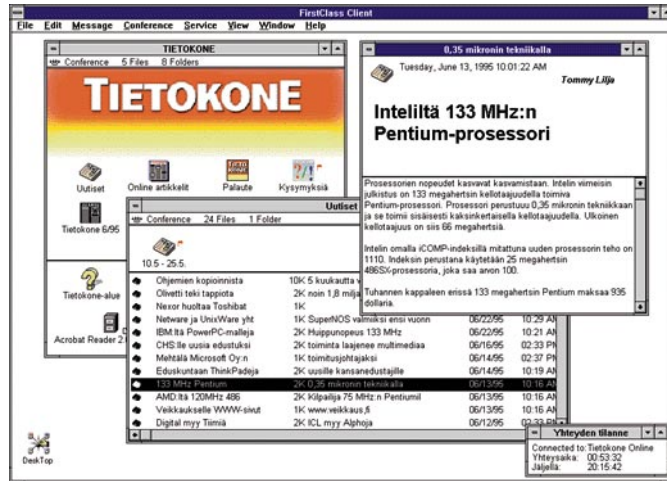 FirstClass Client
File Edit Message Conference Service View Window Help
TIETOKONE
Conference 5 Files 8 Folders
TIETOKONE
Uutiset
Online artikkelit
Palaute
Kysymyksiä
Tietokone 6/95
Tietokone-alue
Acrobat Reader 2.
DeskTop
0,35 mikronin tekniikalla
Tuesday, June 13, 1995 10:01:22 AM
Tommy Lilja
Inteliltä 133 MHz:n
Pentium-prosessori
Prosessorien nopeudet kasvavat kasvamistaan. Intelin viimeisin
julkistus on 133 megahertsin kellotaajuudella toimiva
Pentium-prosessori. Prosessori perustuu 0,35 mikronin tekniikkaan
ja se toimii sisäisesti kaksinkertaisella kellotaajuudella. Ulkoinen
kellotaajuus on siis 66 megahertsiä.
Intelin omalla iCOMP-indeksillä mitattuna uuden prosessorin teho on
1110. Indeksin perustana käytetään 25 megahertsin
486SX-prosessoria, joka saa arvon 100.
Tuhannen kappaleen erissä 133 megahertsin Pentium maksaa 935
dollaria.
Uutiset
Conference 24 Files 1 Folder
10.5 - 25.5.
Ohjemien kopioinnista 10K 5 kuukautta v
Olivetti teki tappiota 2K noin 1,8 milja
Nexor huoltaa Toshibat 1K
Netware ja UnixWare yht 1K SuperNOS valmiiksi ensi vuonn 06/22/95 10:29 AM
IBM:ltä PowerPC-malleja 2K Huippunopeus 133 MHz 06/22/95 10:21 AM
CHS:lle uusia edustuksi 2K toiminta laajenee multimediaa 06/16/95 02:33 PM
Mehtälä Microsoft Oy:n 1K toimitusjohtajaksi 06/14/95 02:37 PM
Eduskuntaan ThinkPadeja 2K uusille kansanedustajille 06/14/95 10:19 AM
133 MHz Pentium 2K 0,35 mikronin tekniikalla 06/13/95 10:16 AM
AMD:ltä 120MHz 486 2K Kilpailija 75 MHz:n Pentiumil 06/13/95 10:16 AM
Veikkaukselle WWW-sivut 1K www.veikkaus.fi 06/13/95 10:16 AM
Digital myy Tiimiä 2K ICL myy Alphoja 06/12/95 02:33 PM
Yhteyden tilanne
Connected to: Tietokone Online
Yhteysaika: 00:53:32
Jäljellä: 20:15:42